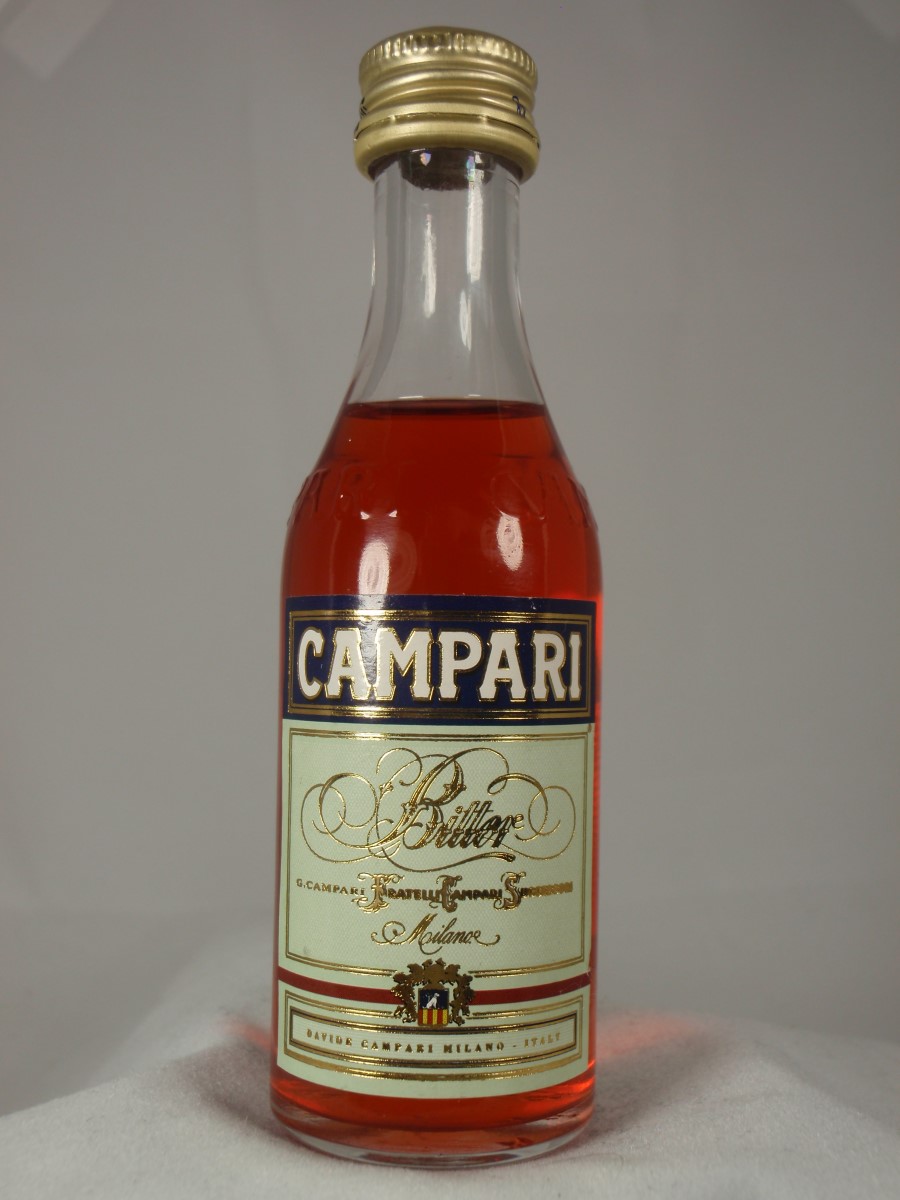 CAMPARI
Bitter
G. CAMPARI FRATELLI CAMPARI SUCCESSORI
Milano
DAVIDE CAMPARI MILANO - ITALY